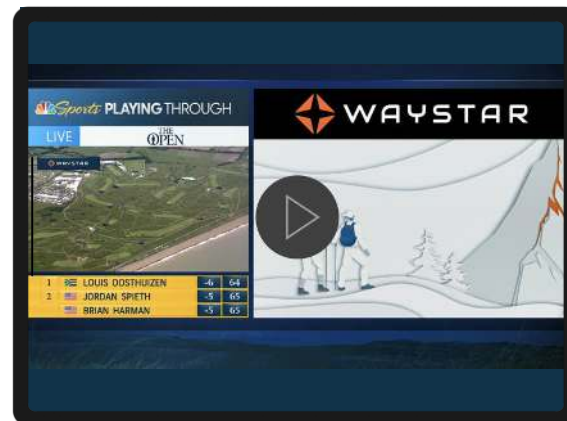 NBC Sports PLAYING THROUGH
LIVE
THE OPEN
WAYSTAR
1 LOUIS OOSTHUIZEN -6 64
2 JORDAN SPIETH -5 65
BRIAN HARMAN -5 65
WAYSTAR